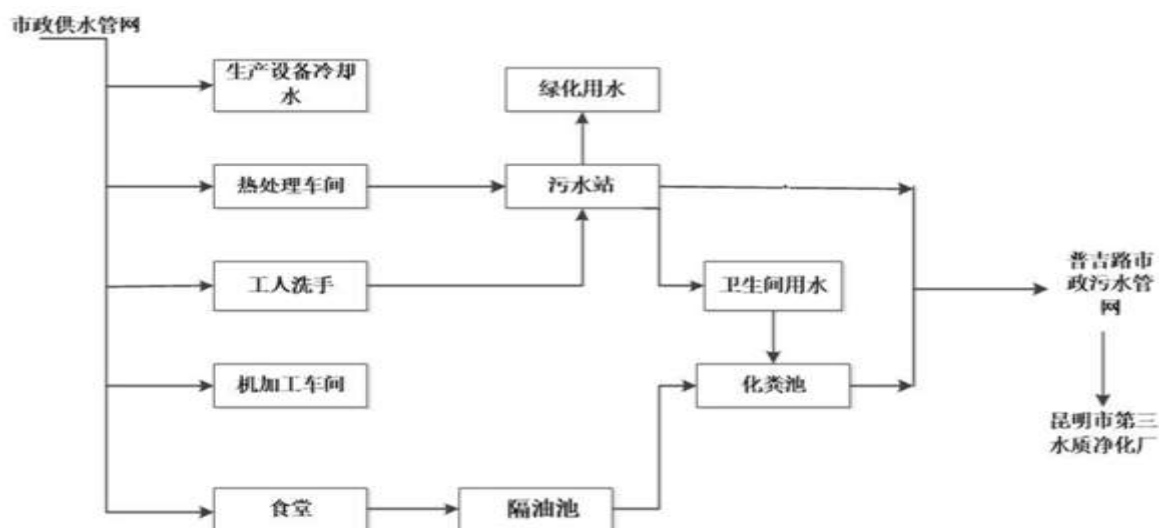 市政供水管网
生产设备冷却
水
绿化用水
热处理车间
污水站
工人洗手
卫生间用水
普吉路市
政污水管
网
机加工车间
化粪池
昆明市第三
水质净化厂
食堂
隔油池